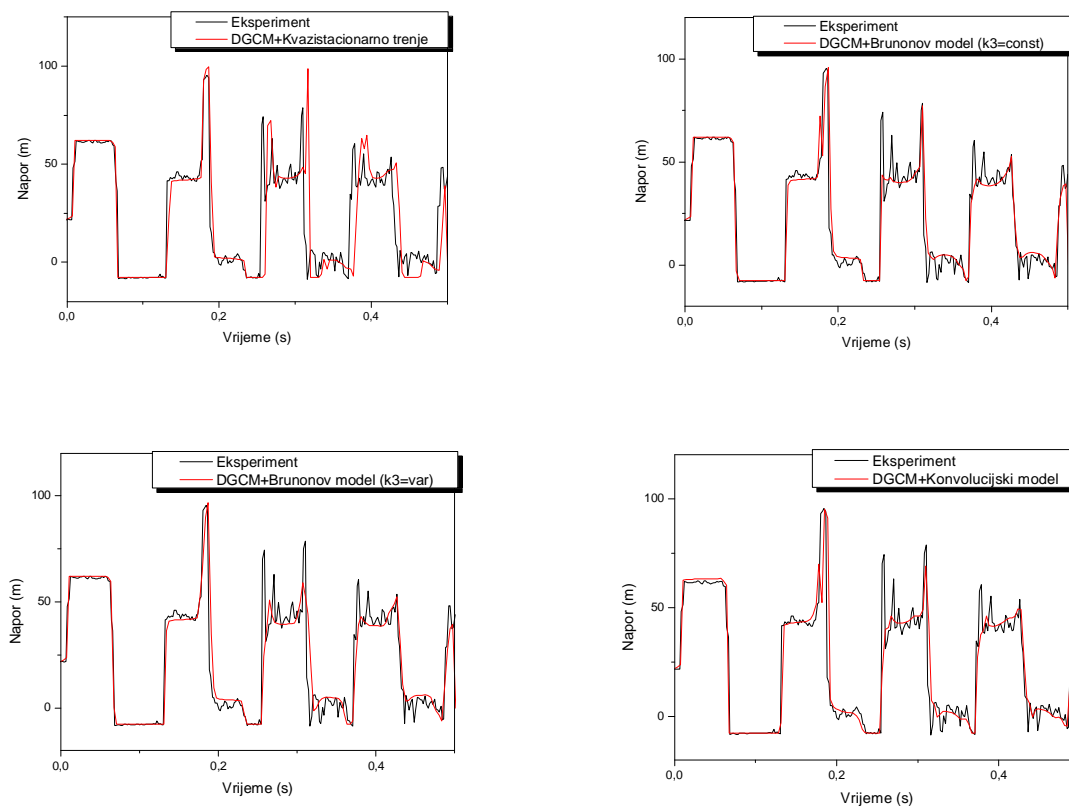 Eksperiment
DGCM+Kvazistacionarno trenje
100
50
0
0,0
0,2
0,4
Napor (m)
Vrijeme (s)
Eksperiment
DGCM+Brunonov model (k3=const)
100
50
0
0,0
0,2
0,4
Napor (m)
Vrijeme (s)
Eksperiment
DGCM+Brunonov model (k3=var)
100
50
0
0,0
0,2
0,4
Napor (m)
Vrijeme (s)
Eksperiment
DGCM+Konvolucijski model
100
50
0
0,0
0,2
0,4
Napor (m)
Vrijeme (s)